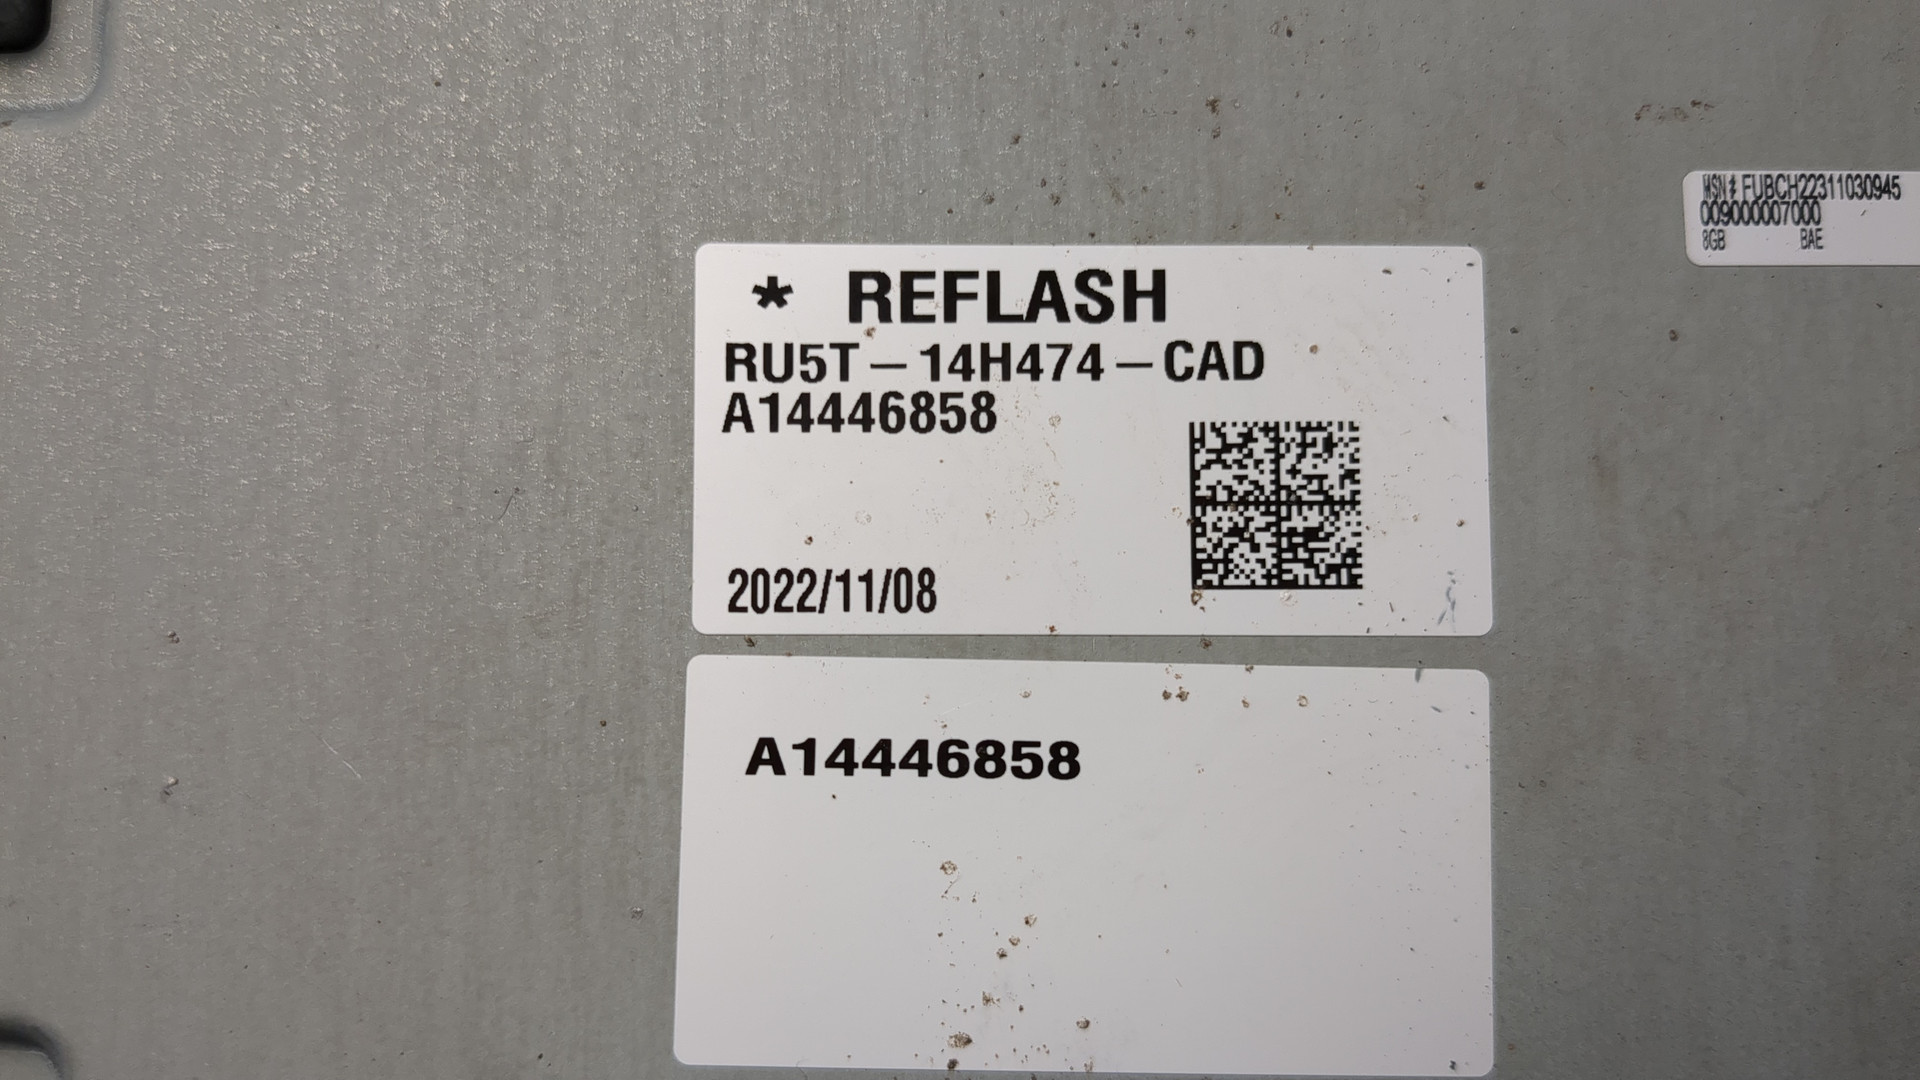 * REFLASH
RU5T-14H474-CAD
A14446858
2022/11/08
A14446858
MSN# FUBCH22311030945
009000007000
8GB BAE